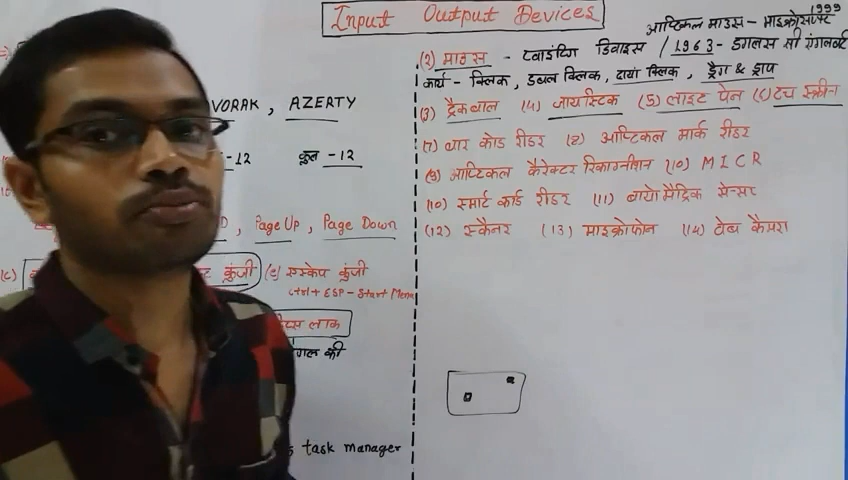 Input Output Devices
VORAK, AZERTY
-12 कुल -12
D, Page Up, Page Down
(e) एस्केप कुंजी
ctrl + ESP - Start Menu
लाक
की
task manager
1999
आप्टिकल माउस - माइक्रोसॉफ्ट
(2) माउस - प्वाइंटिंग डिवाइस / 1963 - डगलस सी एंगलबर्ट
कार्य - क्लिक, डबल क्लिक, दायां क्लिक, ड्रैग & ड्राप
(3) ट्रैकबाल (4) जायस्टिक (5) लाइट पेन (6) टच स्क्रीन
(7) बार कोड रीडर (8) आप्टिकल मार्क रीडर
(9) आप्टिकल कैरेक्टर रिकाग्नीशन (10) MICR
(10) स्मार्ट कार्ड रीडर (11) बायोमैट्रिक सेन्सर
(12) स्कैनर (13) माइक्रोफोन (14) वेब कैमरा